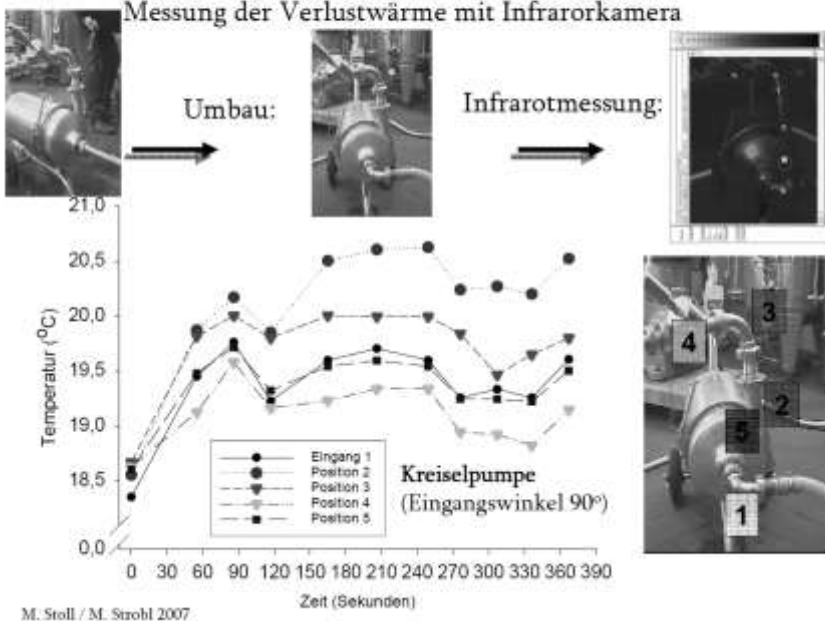 Messung der Verlustwärme mit Infrarorkamera
Umbau:
Infrarotmessung:
21,0
20,5
20,0
19,5
19,0
18,5
0,0
Temperatur (°C)
Eingang 1
Position 2
Position 3
Position 4
Position 5
Kreiselpumpe
(Eingangswinkel 90°)
0 30 60 90 120 150 180 210 240 270 300 330 360 390
Zeit (Sekunden)
3
4
2
5
1
M. Stoll / M. Strobl 2007